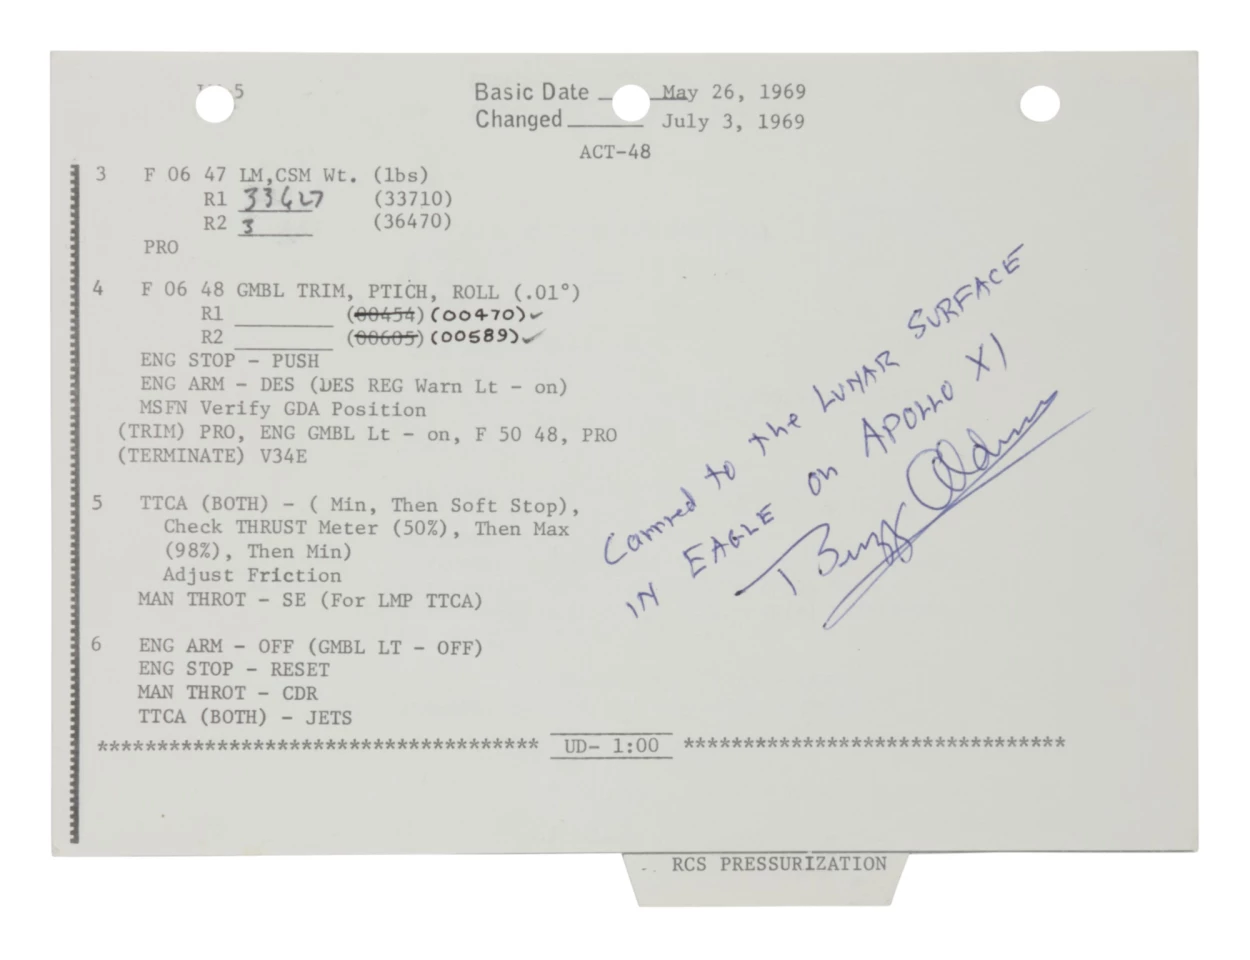 5
Basic Date May 26, 1969
Changed July 3, 1969
ACT-48
3 F 06 47 LM,CSM Wt. (lbs)
R1 33627 (33710)
R2 3 (36470)
PRO
4 F 06 48 GMBL TRIM, PTICH, ROLL (.01°)
R1 (00454) (00470)✓
R2 (00605) (00589)✓
ENG STOP - PUSH
ENG ARM - DES (DES REG Warn Lt - on)
MSFN Verify GDA Position
(TRIM) PRO, ENG GMBL Lt - on, F 50 48, PRO
(TERMINATE) V34E
5 TTCA (BOTH) - ( Min, Then Soft Stop),
Check THRUST Meter (50%), Then Max
(98%), Then Min)
Adjust Friction
MAN THROT - SE (For LMP TTCA)
6 ENG ARM - OFF (GMBL LT - OFF)
ENG STOP - RESET
MAN THROT - CDR
TTCA (BOTH) - JETS
************************************* UD- 1:00 ********************************
RCS PRESSURIZATION
Carried to the LUNAR SURFACE
IN EAGLE on APOLLO XI
Buzz Aldrin